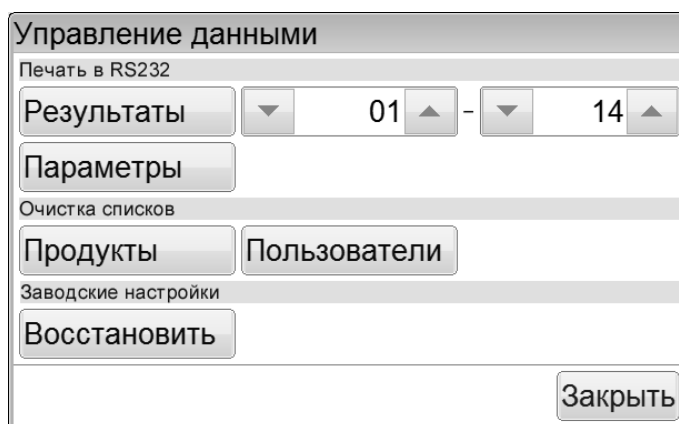 Управление данными
Печать в RS232
Результаты 01 - 14
Параметры
Очистка списков
Продукты Пользователи
Заводские настройки
Восстановить
Закрыть